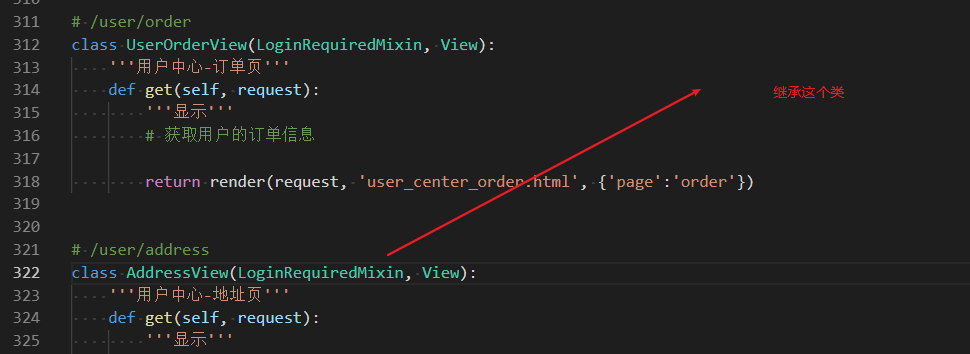 311 # /user/order
312 class UserOrderView(LoginRequiredMixin, View):
313 '''用户中心-订单页'''
314 def get(self, request):
继承这个类
315 '''显示'''
316 # 获取用户的订单信息
317
318 return render(request, 'user_center_order.html', {'page':'order'})
319
320
321 # /user/address
322 class AddressView(LoginRequiredMixin, View):
323 '''用户中心-地址页'''
324 def get(self, request):
325 '''显示'''